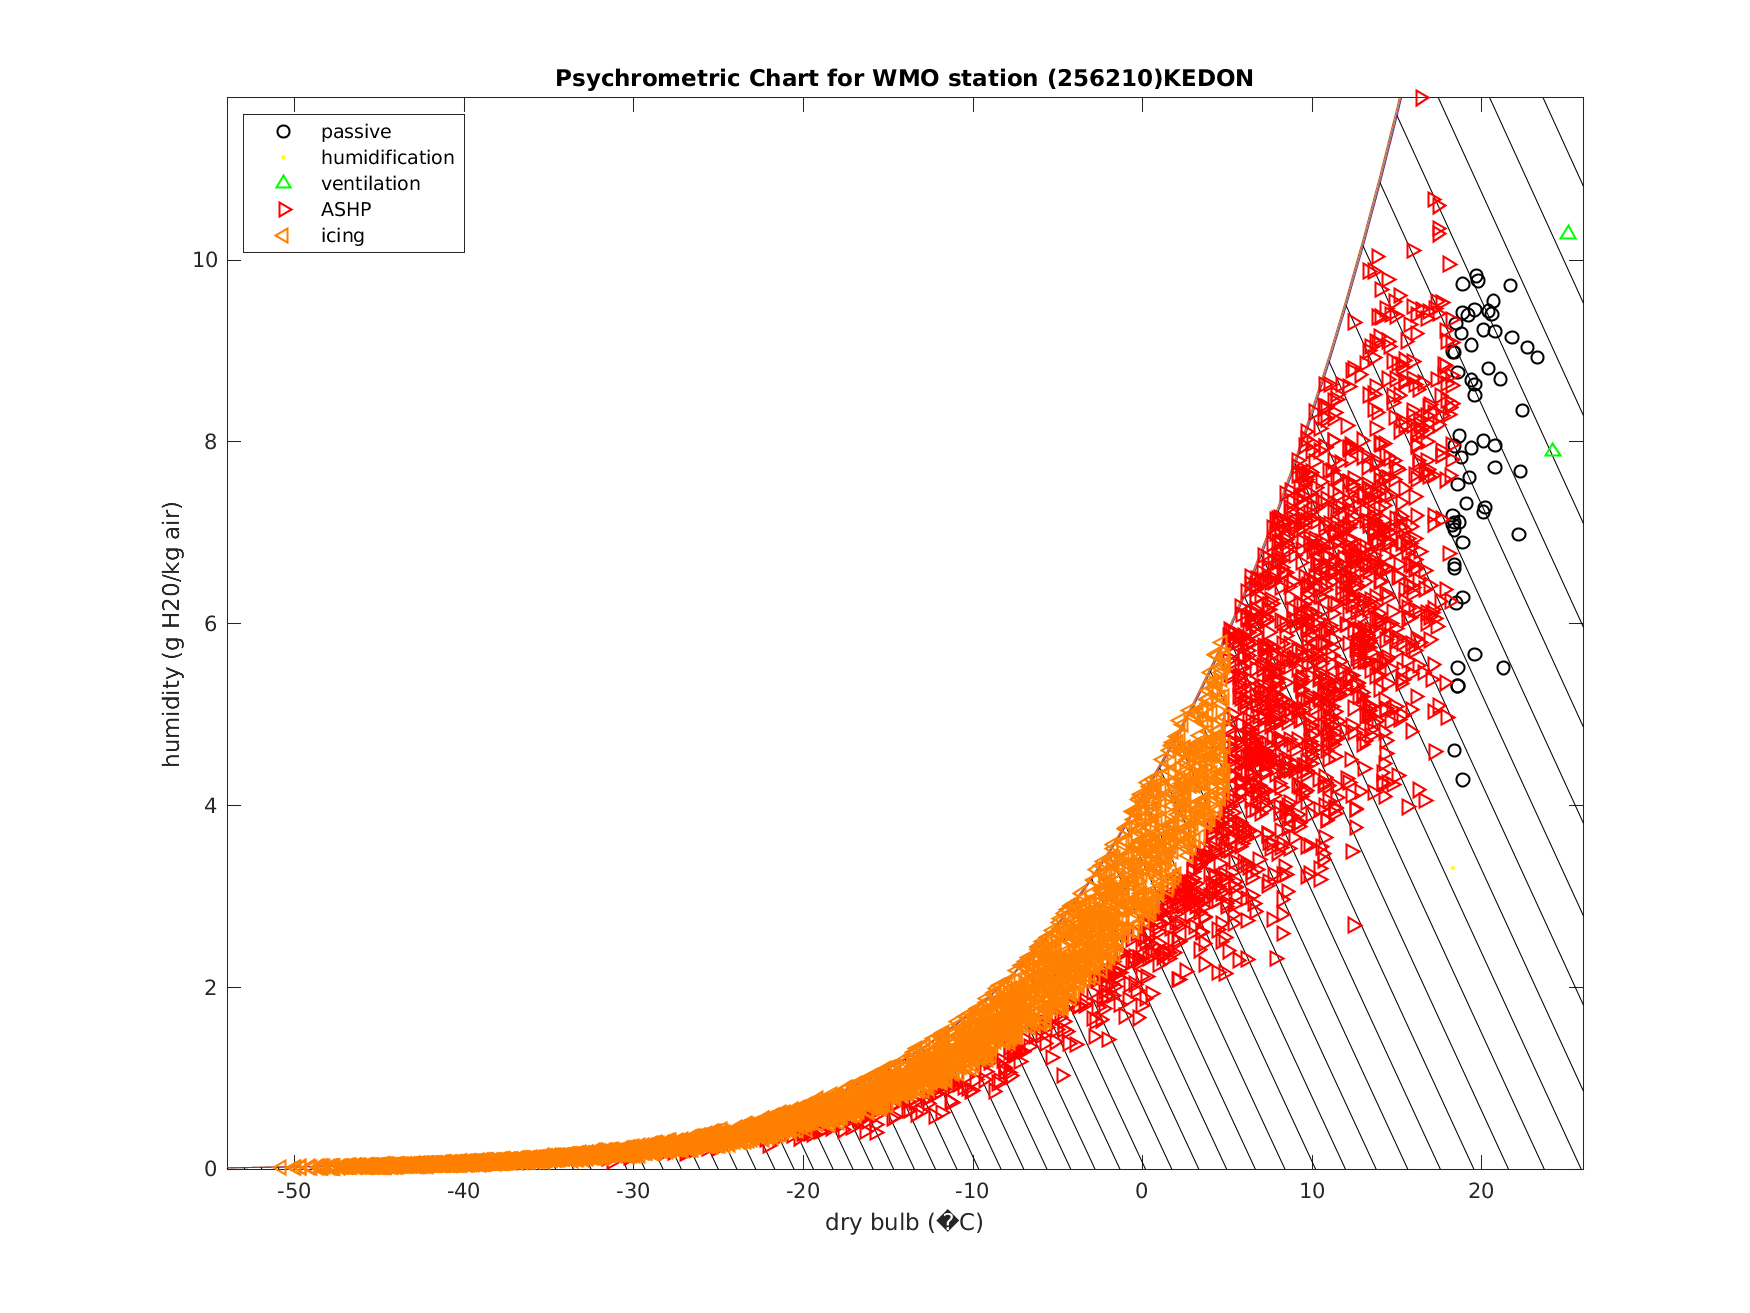 Psychrometric Chart for WMO station (256210)KEDON
passive
humidification
ventilation
ASHP
icing
humidity (g H20/kg air)
10
8
6
4
2
0
-50 -40 -30 -20 -10 0 10 20
dry bulb (�C)